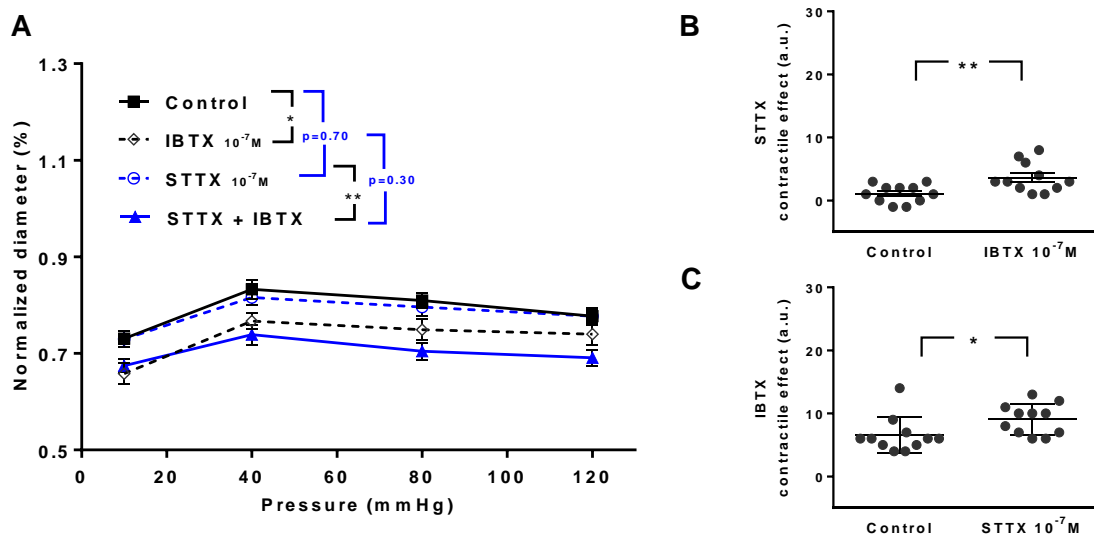 A
Normalized diameter (%)
1.3
1.1
0.9
0.7
0.5
Control
IBTX 10⁻⁷M
STTX 10⁻⁷M
STTX + IBTX
*
p=0.70
**
p=0.30
0
20
40
60
80
100
120
Pressure (mmHg)
B
STTX
contractile effect (a.u.)
30
20
10
0
**
Control
IBTX 10⁻⁷M
C
IBTX
contractile effect (a.u.)
30
20
10
0
*
Control
STTX 10⁻⁷M